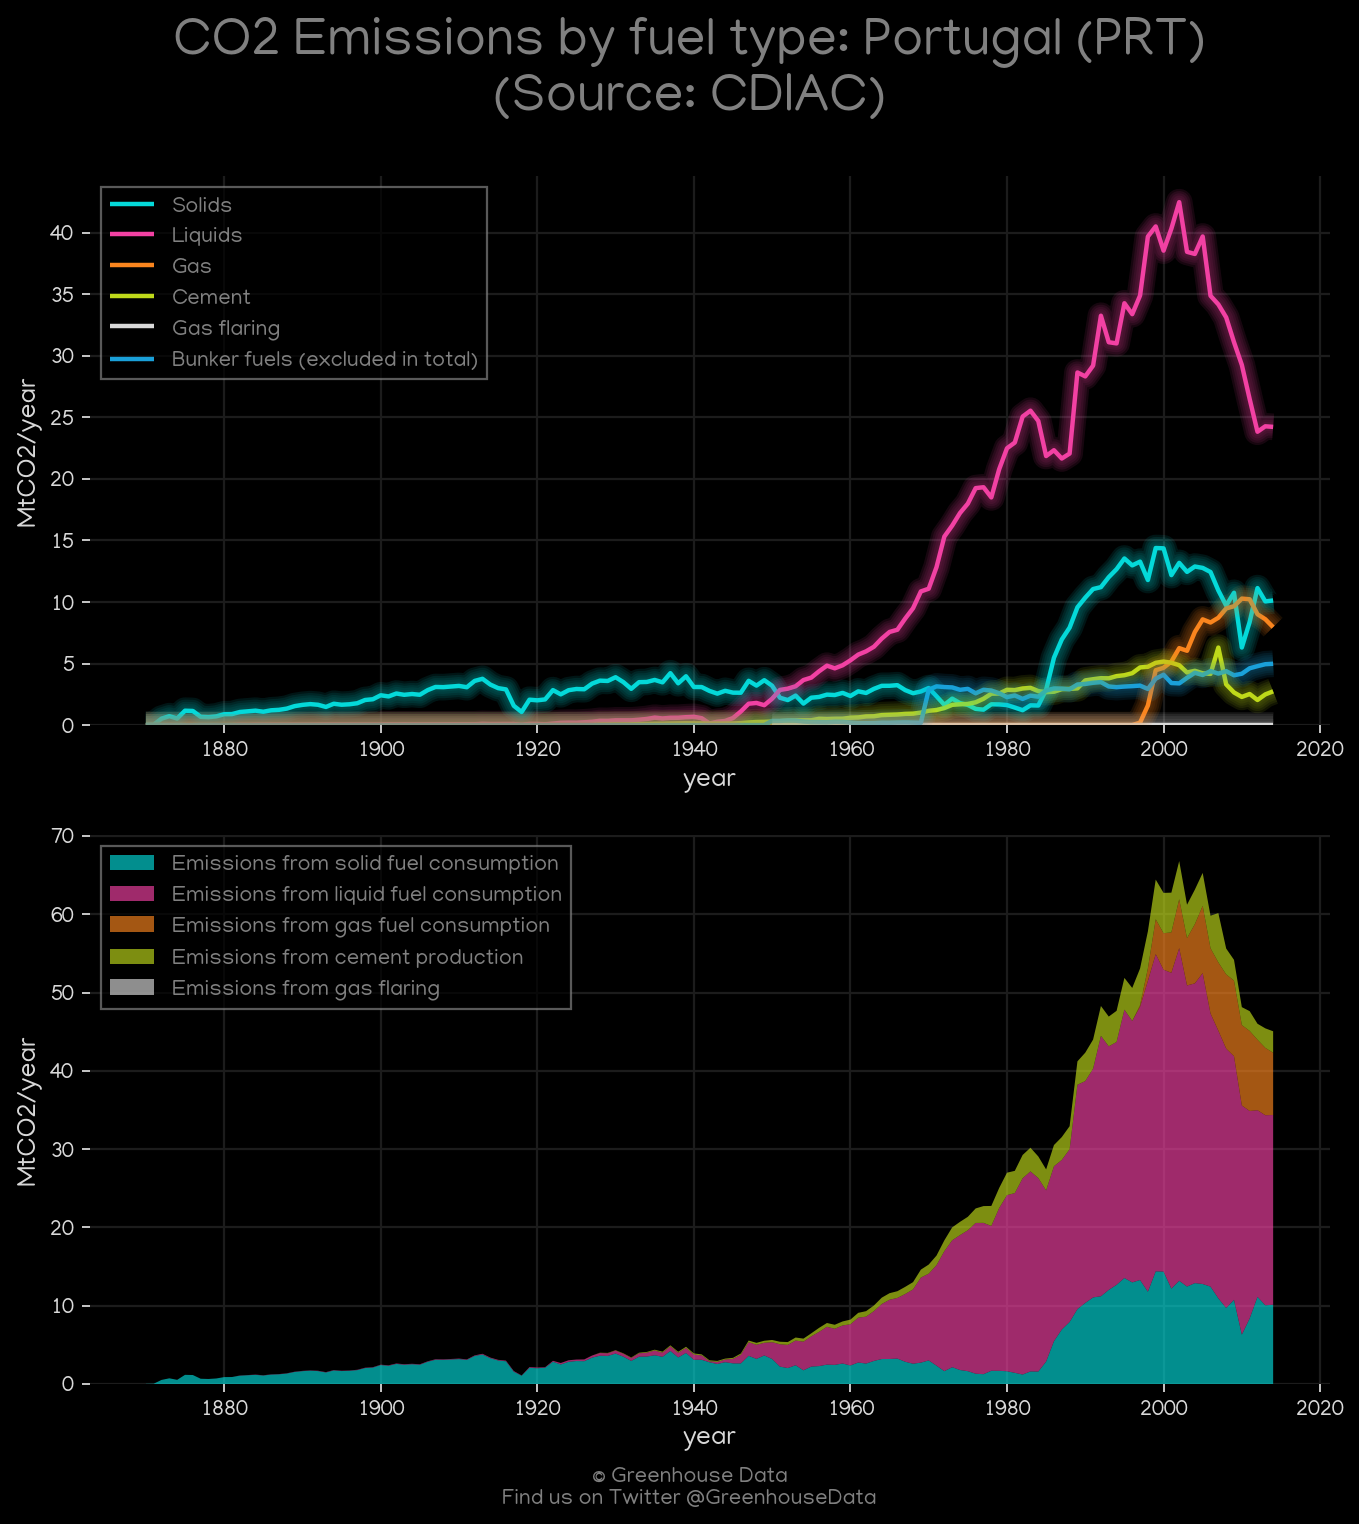 CO2 Emissions by fuel type: Portugal (PRT)
(Source: CDIAC)
Solids
Liquids
Gas
Cement
Gas flaring
Bunker fuels (excluded in total)
MtCO2/year
40
35
30
25
20
15
10
5
0
1880 1900 1920 1940 1960 1980 2000 2020
year
Emissions from solid fuel consumption
Emissions from liquid fuel consumption
Emissions from gas fuel consumption
Emissions from cement production
Emissions from gas flaring
MtCO2/year
70
60
50
40
30
20
10
0
1880 1900 1920 1940 1960 1980 2000 2020
year
© Greenhouse Data
Find us on Twitter @GreenhouseData